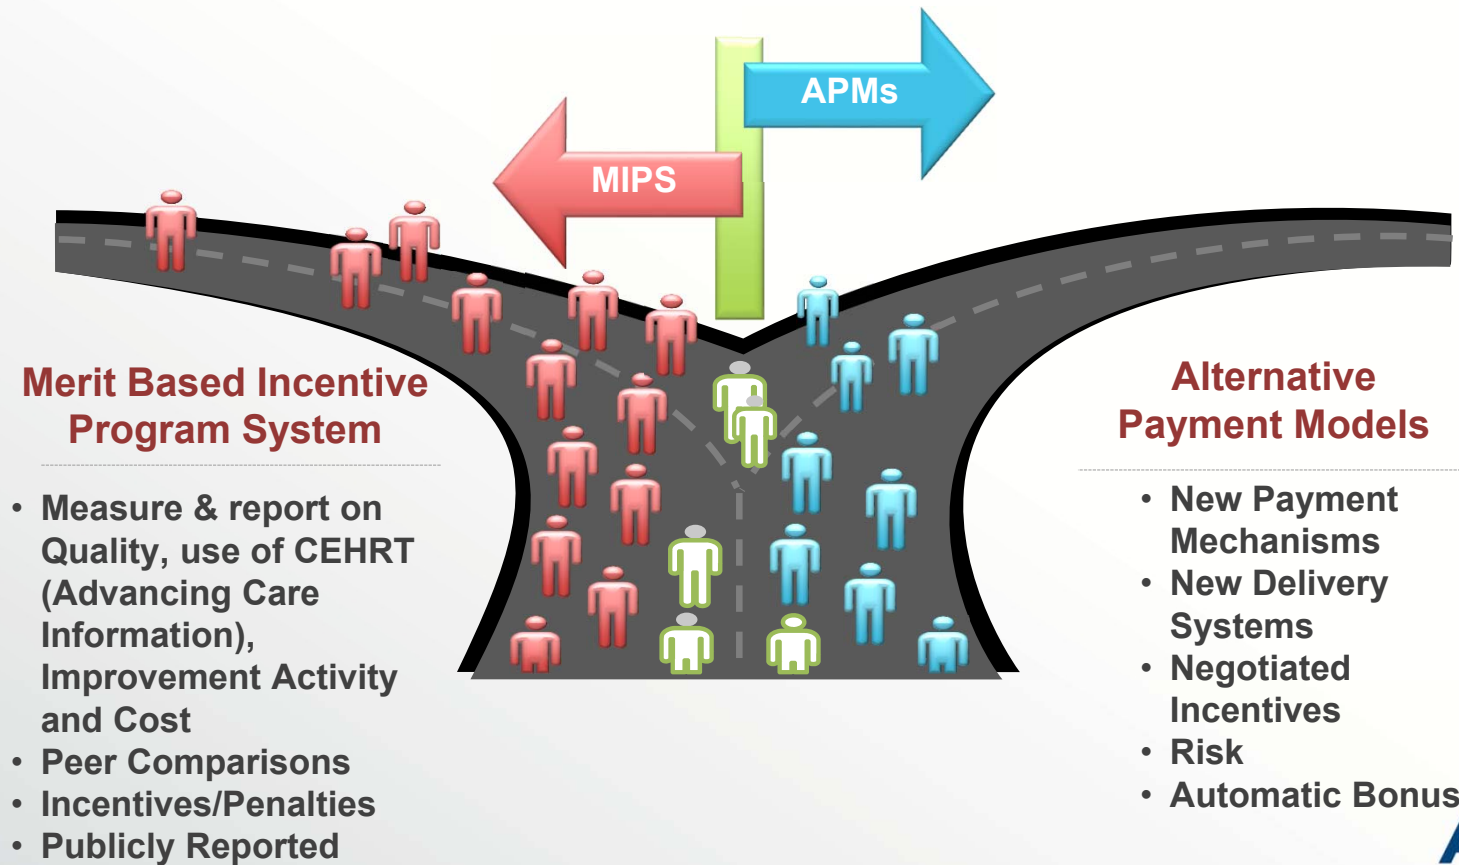 APMs
MIPS
Merit Based Incentive
Program System
• Measure & report on
Quality, use of CEHRT
(Advancing Care
Information),
Improvement Activity
and Cost
• Peer Comparisons
• Incentives/Penalties
• Publicly Reported
Alternative
Payment Models
• New Payment
Mechanisms
• New Delivery
Systems
• Negotiated
Incentives
• Risk
• Automatic Bonus